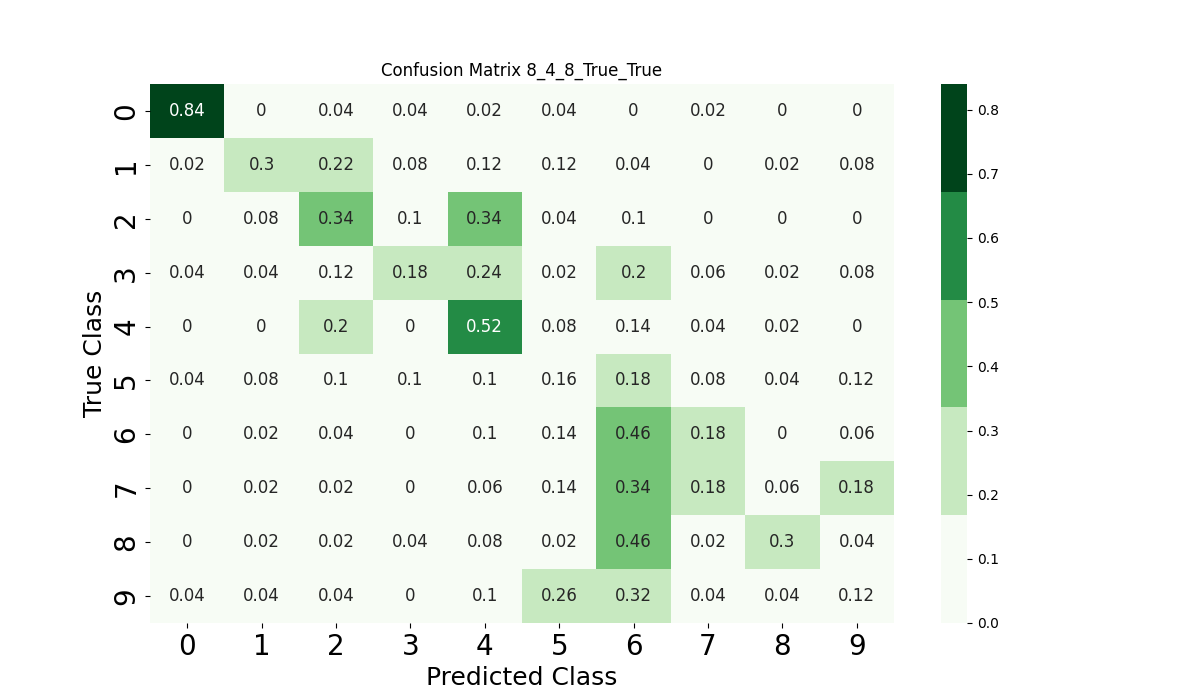 Confusion Matrix 8_4_8_True_True
0 0.84 0 0.04 0.04 0.02 0.04 0 0.02 0 0
1 0.02 0.3 0.22 0.08 0.12 0.12 0.04 0 0.02 0.08
2 0 0.08 0.34 0.1 0.34 0.04 0.1 0 0 0
3 0.04 0.04 0.12 0.18 0.24 0.02 0.2 0.06 0.02 0.08
4 0 0 0.2 0 0.52 0.08 0.14 0.04 0.02 0
5 0.04 0.08 0.1 0.1 0.1 0.16 0.18 0.08 0.04 0.12
6 0 0.02 0.04 0 0.1 0.14 0.46 0.18 0 0.06
7 0 0.02 0.02 0 0.06 0.14 0.34 0.18 0.06 0.18
8 0 0.02 0.02 0.04 0.08 0.02 0.46 0.02 0.3 0.04
9 0.04 0.04 0.04 0 0.1 0.26 0.32 0.04 0.04 0.12
0 1 2 3 4 5 6 7 8 9
Predicted Class
True Class
0.8
0.7
0.6
0.5
0.4
0.3
0.2
0.1
0.0